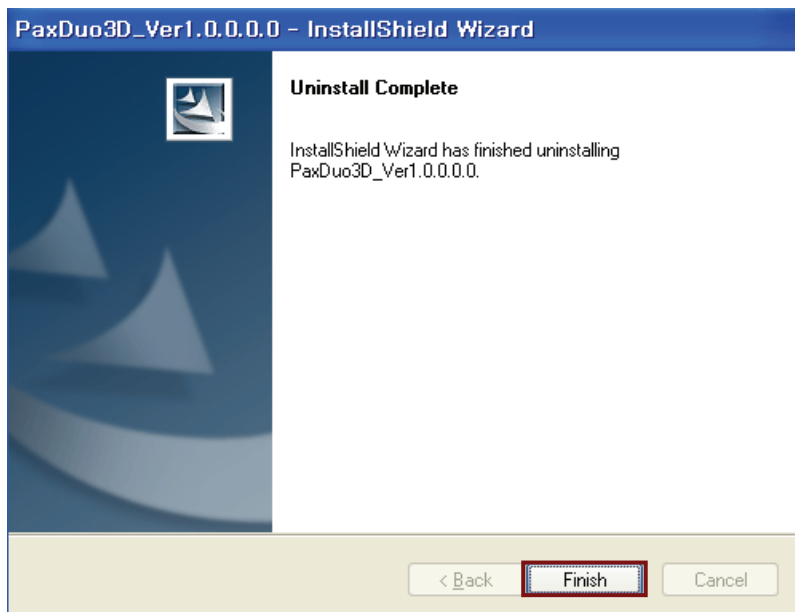 PaxDuo3D_Ver1.0.0.0.0 - InstallShield Wizard
Uninstall Complete
InstallShield Wizard has finished uninstalling
PaxDuo3D_Ver1.0.0.0.0.
< Back Finish Cancel